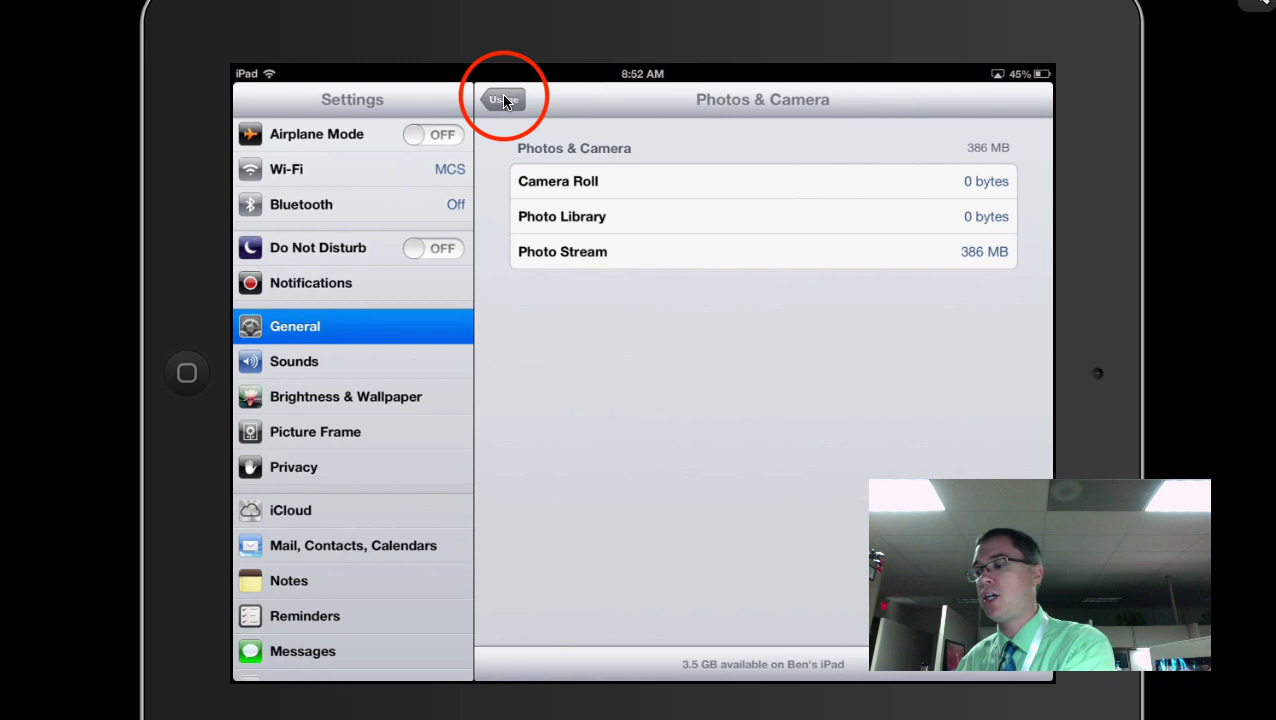 iPad 8:52 AM 45%
Settings Usage Photos & Camera
Airplane Mode OFF
Wi-Fi MCS
Bluetooth Off
Do Not Disturb OFF
Notifications
General
Sounds
Brightness & Wallpaper
Picture Frame
Privacy
iCloud
Mail, Contacts, Calendars
Notes
Reminders
Messages
Photos & Camera 386 MB
Camera Roll 0 bytes
Photo Library 0 bytes
Photo Stream 386 MB
3.5 GB available on Ben's iPad